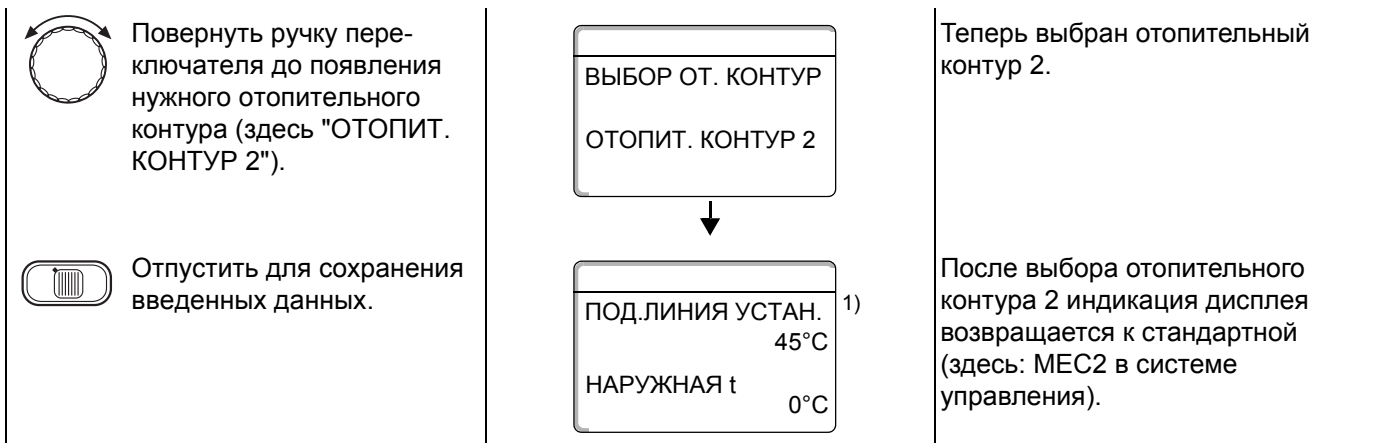 Повернуть ручку пере-
ключателя до появления
нужного отопительного
контура (здесь "ОТОПИТ.
КОНТУР 2").
ВЫБОР ОТ. КОНТУР
ОТОПИТ. КОНТУР 2
Теперь выбран отопительный
контур 2.
Отпустить для сохранения
введенных данных.
ПОД.ЛИНИЯ УСТАН. 1)
45°C
НАРУЖНАЯ t
0°C
После выбора отопительного
контура 2 индикация дисплея
возвращается к стандартной
(здесь: МЕС2 в системе
управления).